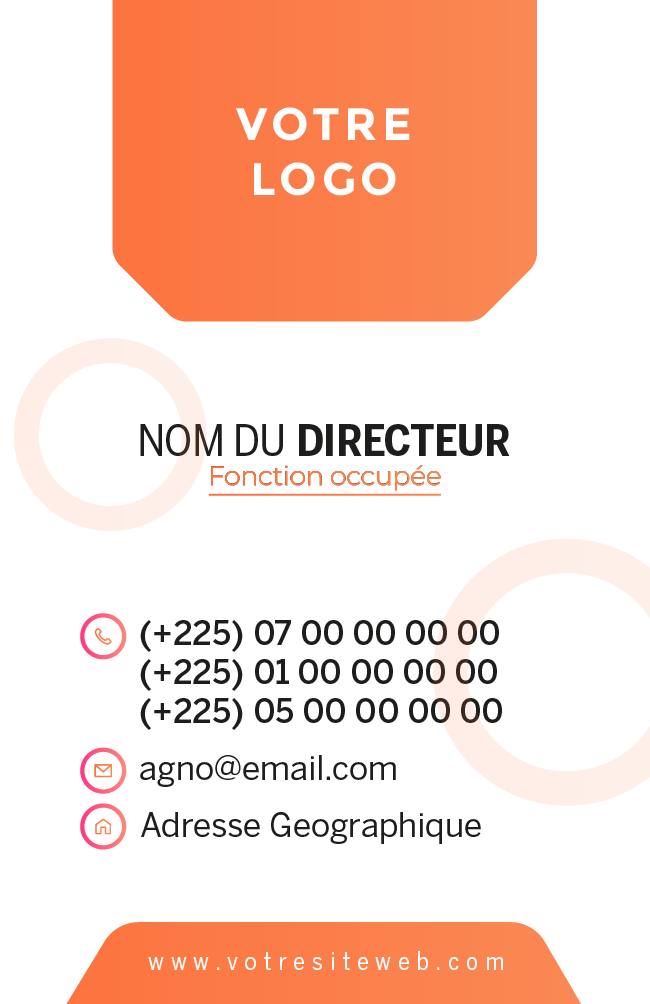 VOTRE
LOGO
NOM DU DIRECTEUR
Fonction occupée
(+225) 07 00 00 00 00
(+225) 01 00 00 00 00
(+225) 05 00 00 00 00
agno@email.com
Adresse Geographique
www.votresiteweb.com